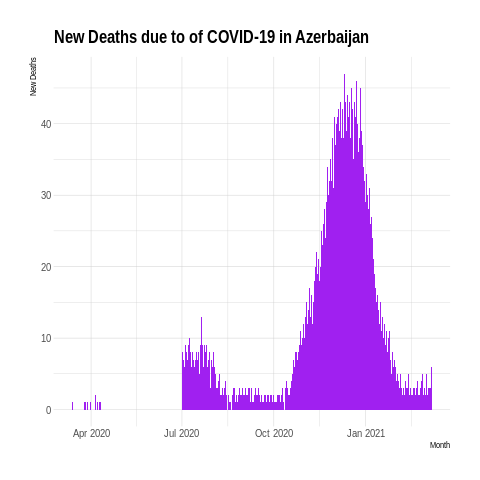 New Deaths due to of COVID-19 in Azerbaijan
New Deaths
40
30
20
10
0
Apr 2020
Jul 2020
Oct 2020
Jan 2021
Month